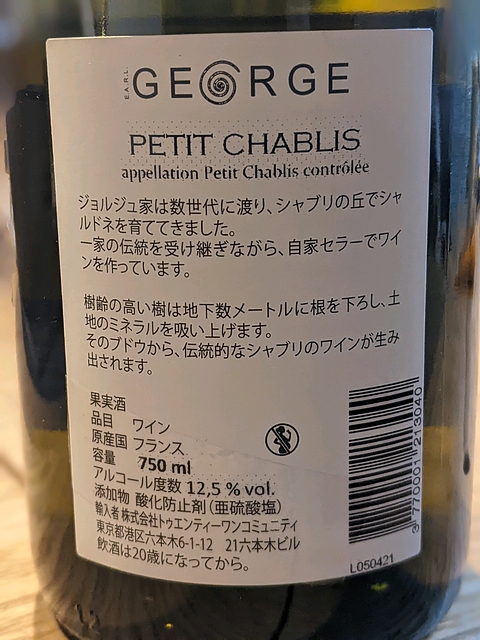 E.A.R.L. GEORGE
PETIT CHABLIS
appellation Petit Chablis contrôlée
ジョルジュ家は数世代に渡り、シャブリの丘でシャ
ルドネを育ててきました。
一家の伝統を受け継ぎながら、自家セラーでワイ
ンを作っています。
樹齢の高い樹は地下数メートルに根を下ろし、土
地のミネラルを吸い上げます。
そのブドウから、伝統的なシャブリのワインが生み
出されます。
果実酒
品目 ワイン
原産国 フランス
容量 750 ml
アルコール度数 12,5 % vol.
添加物 酸化防止剤(亜硫酸塩)
輸入者 株式会社トゥエンティーワンコミュニティ
東京都港区六本木6-1-12 21六本木ビル
飲酒は20歳になってから。
3 770001 213040
L050421